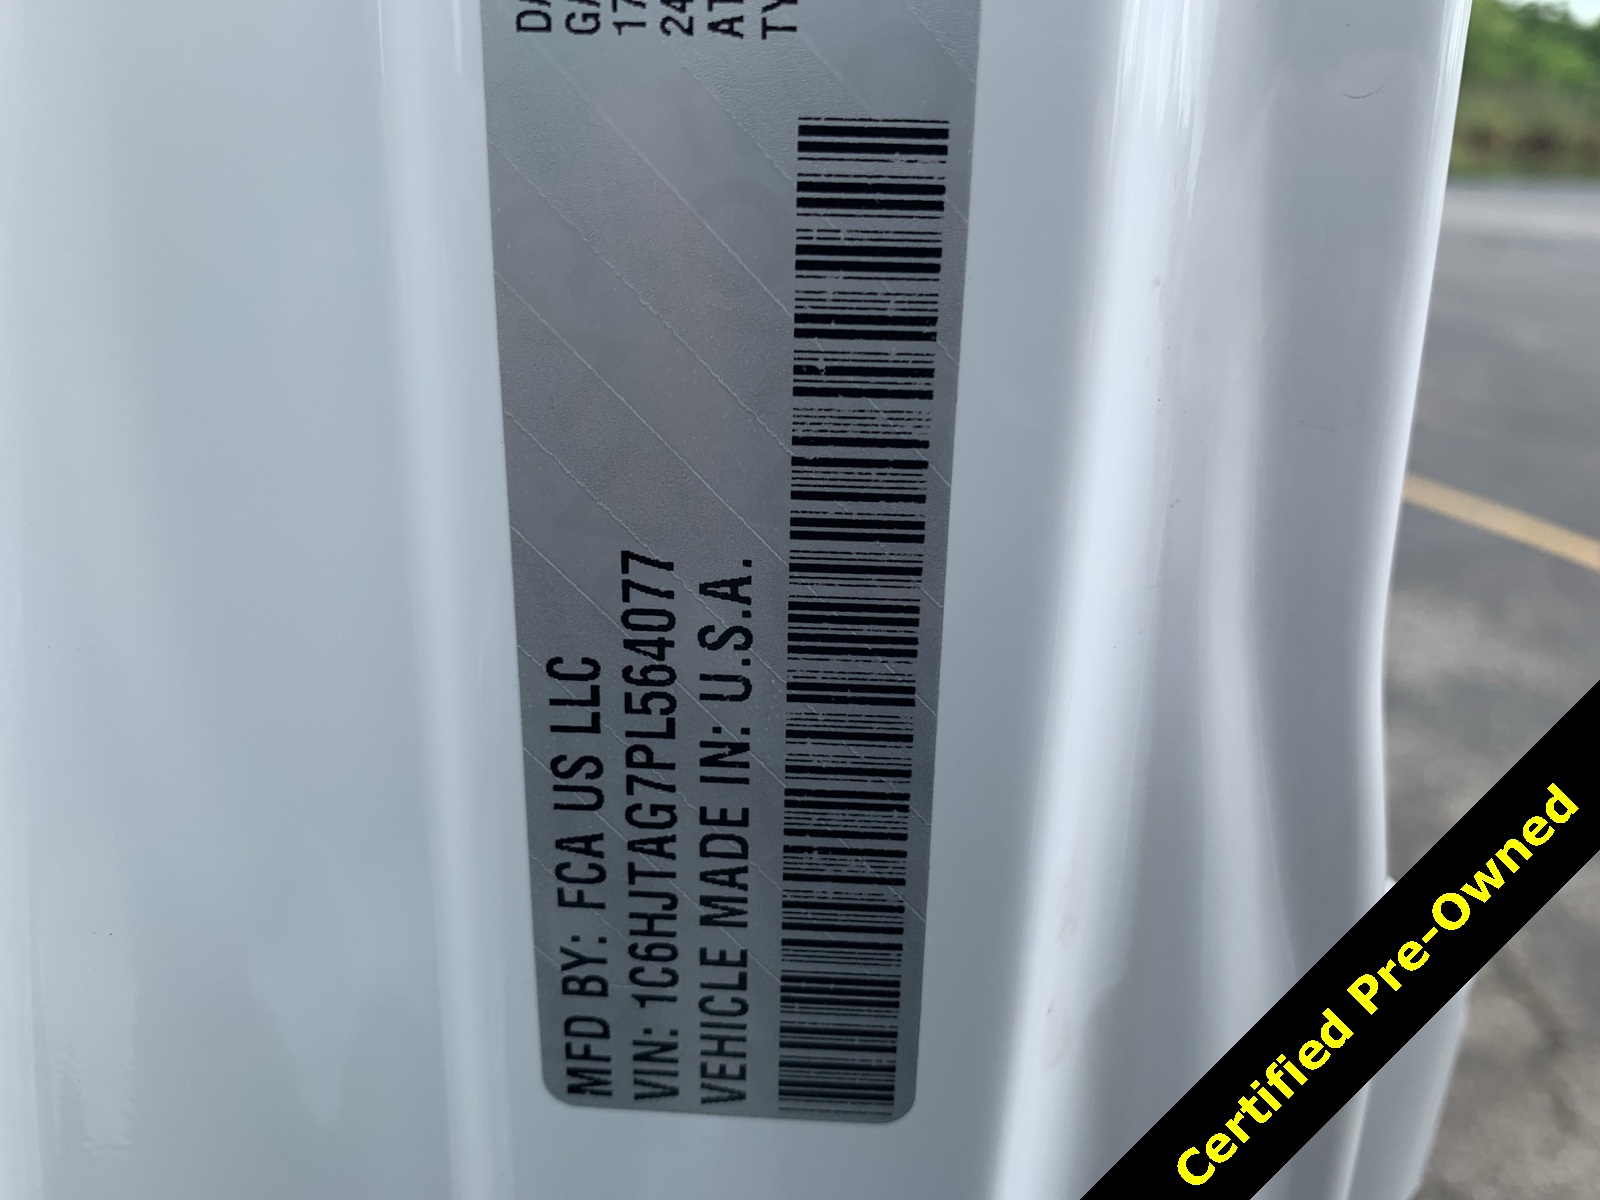 MFD BY: FCA US LLC
VIN: 1C6HJTAG7PL564077
VEHICLE MADE IN: U.S.A.
Certified Pre-Owned